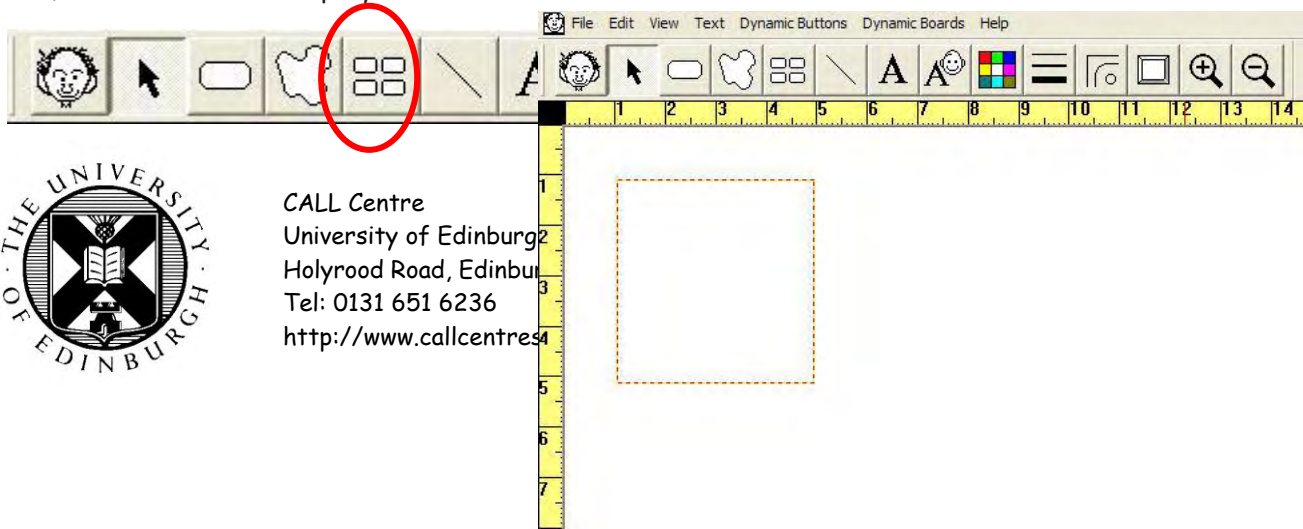 File Edit View Text Dynamic Buttons Dynamic Boards Help
A A
1 2 3 4 5 6 7 8 9 10 11 12 13 14
1
2
3
4
5
6
7
THE UNIVERSITY OF EDINBURGH
CALL Centre
University of Edinburg
Holyrood Road, Edinbur
Tel: 0131 651 6236
http://www.callcentres